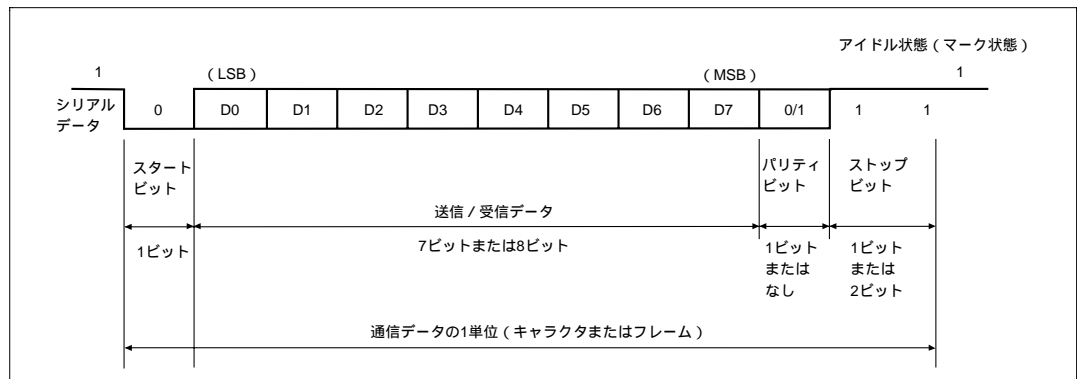 アイドル状態(マーク状態)
1 (LSB) (MSB) 1
シリアル
データ
0 D0 D1 D2 D3 D4 D5 D6 D7 0/1 1 1
スタート
ビット
パリティ
ビット
ストップ
ビット
送信/受信データ
1ビット
7ビットまたは8ビット
1ビット
または
なし
1ビット
または
2ビット
通信データの1単位(キャラクタまたはフレーム)